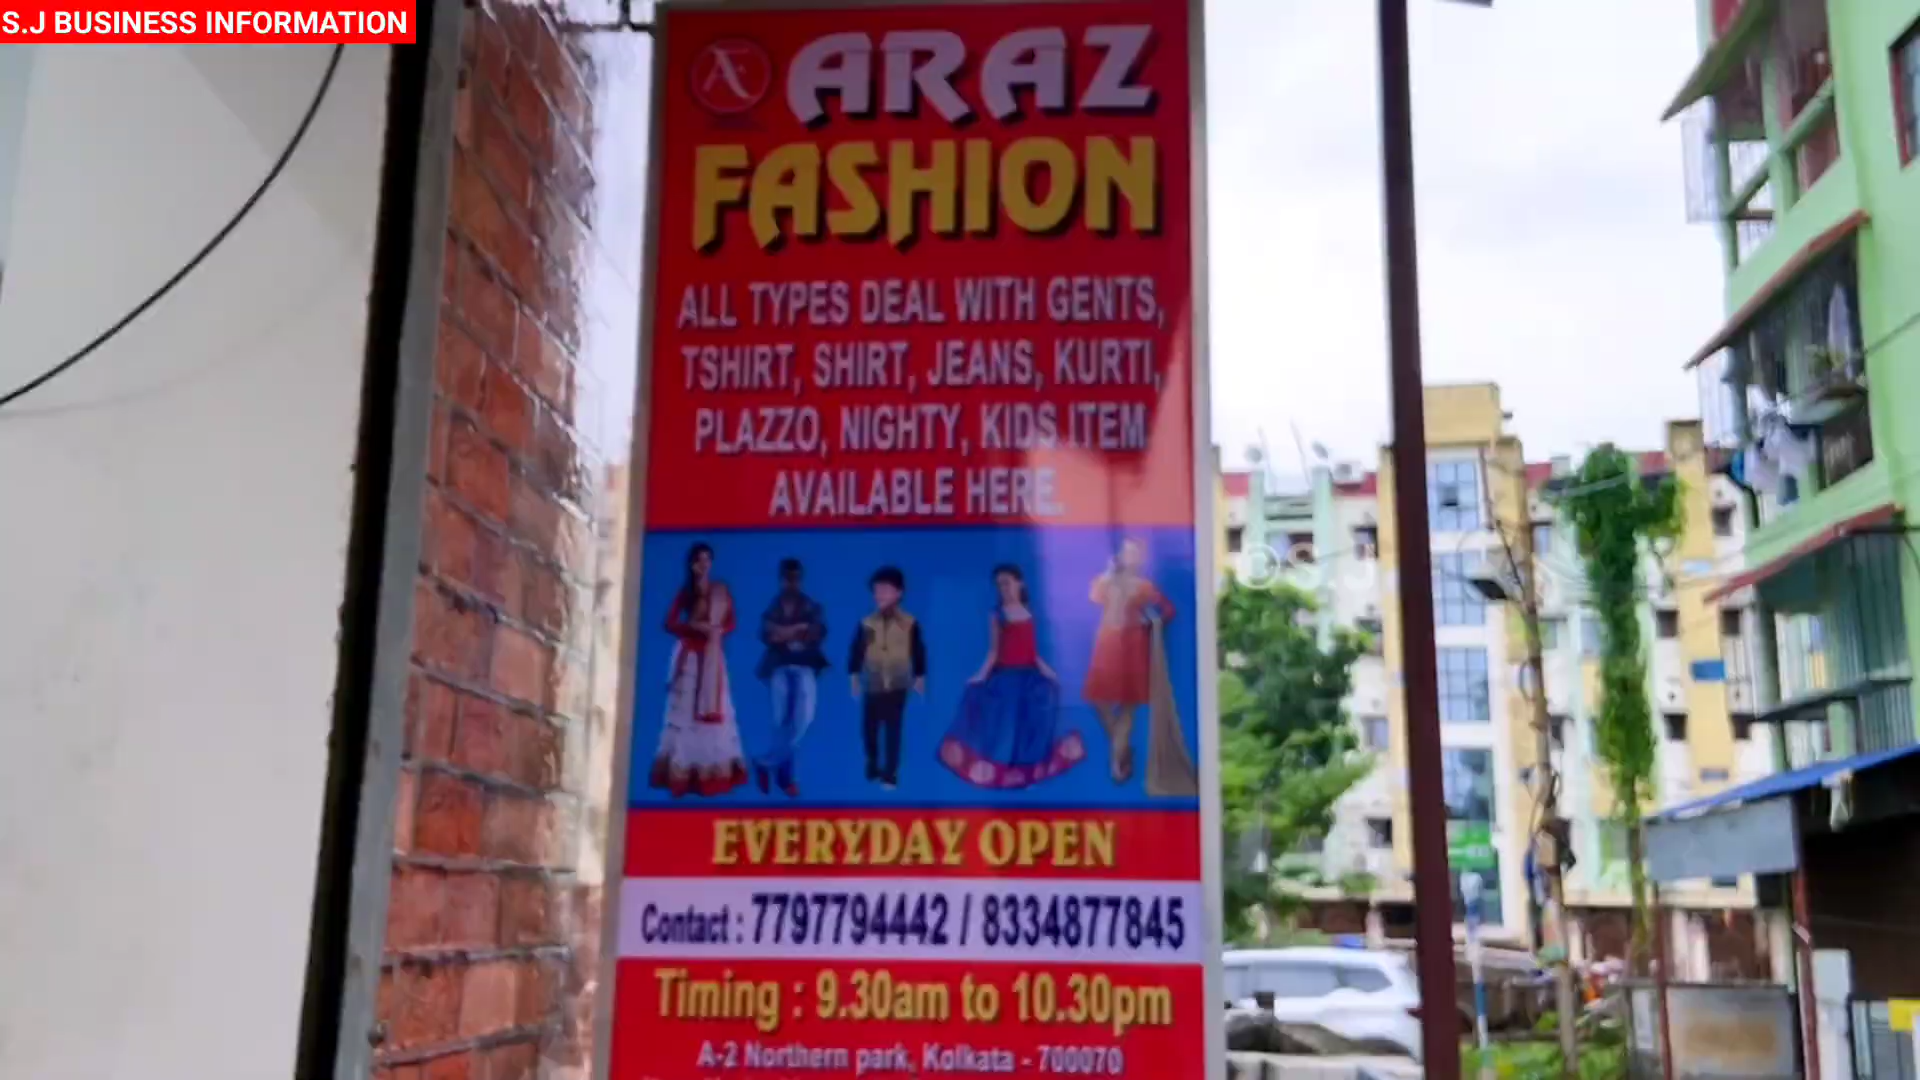 S.J BUSINESS INFORMATION
AF
ARAZ
FASHION
ALL TYPES DEAL WITH GENTS,
TSHIRT, SHIRT, JEANS, KURTI,
PLAZZO, NIGHTY, KIDS ITEM
AVAILABLE HERE.
©S.J
EVERYDAY OPEN
Contact : 7797794442 / 8334877845
Timing : 9.30am to 10.30pm
A-2 Northern park, Kolkata - 700070